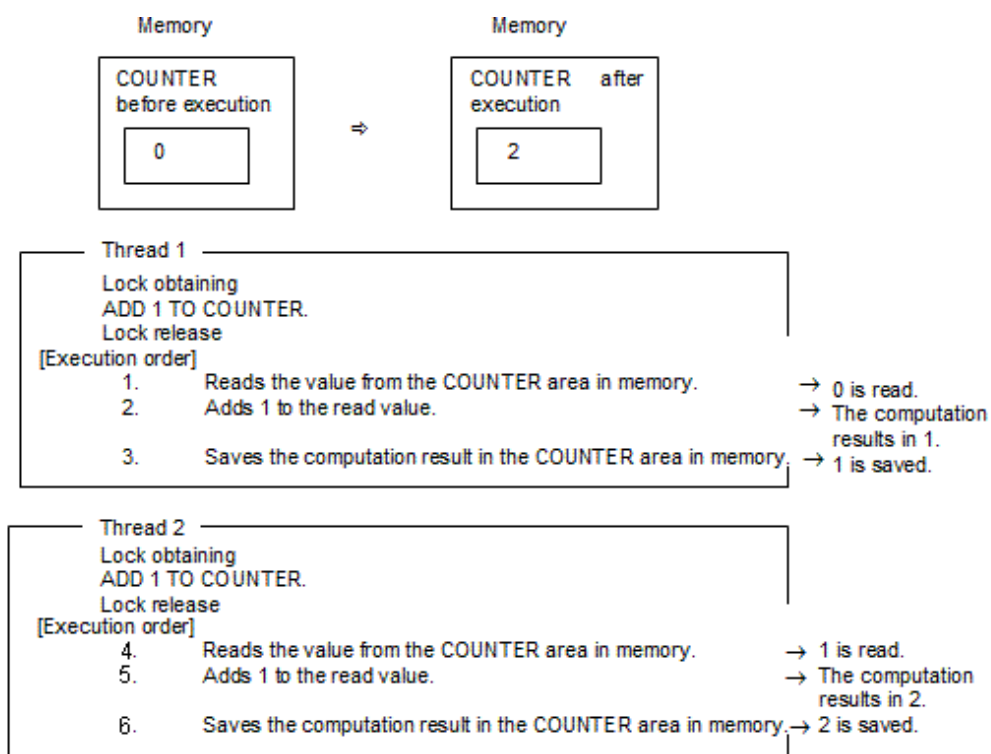 Memory Memory
COUNTER
before execution
0
⇨
COUNTER after
execution
2
Thread 1
Lock obtaining
ADD 1 TO COUNTER.
Lock release
[Execution order]
1. Reads the value from the COUNTER area in memory. → 0 is read.
2. Adds 1 to the read value. → The computation
results in 1.
3. Saves the computation result in the COUNTER area in memory. → 1 is saved.
Thread 2
Lock obtaining
ADD 1 TO COUNTER.
Lock release
[Execution order]
4. Reads the value from the COUNTER area in memory. → 1 is read.
5. Adds 1 to the read value. → The computation
results in 2.
6. Saves the computation result in the COUNTER area in memory. → 2 is saved.